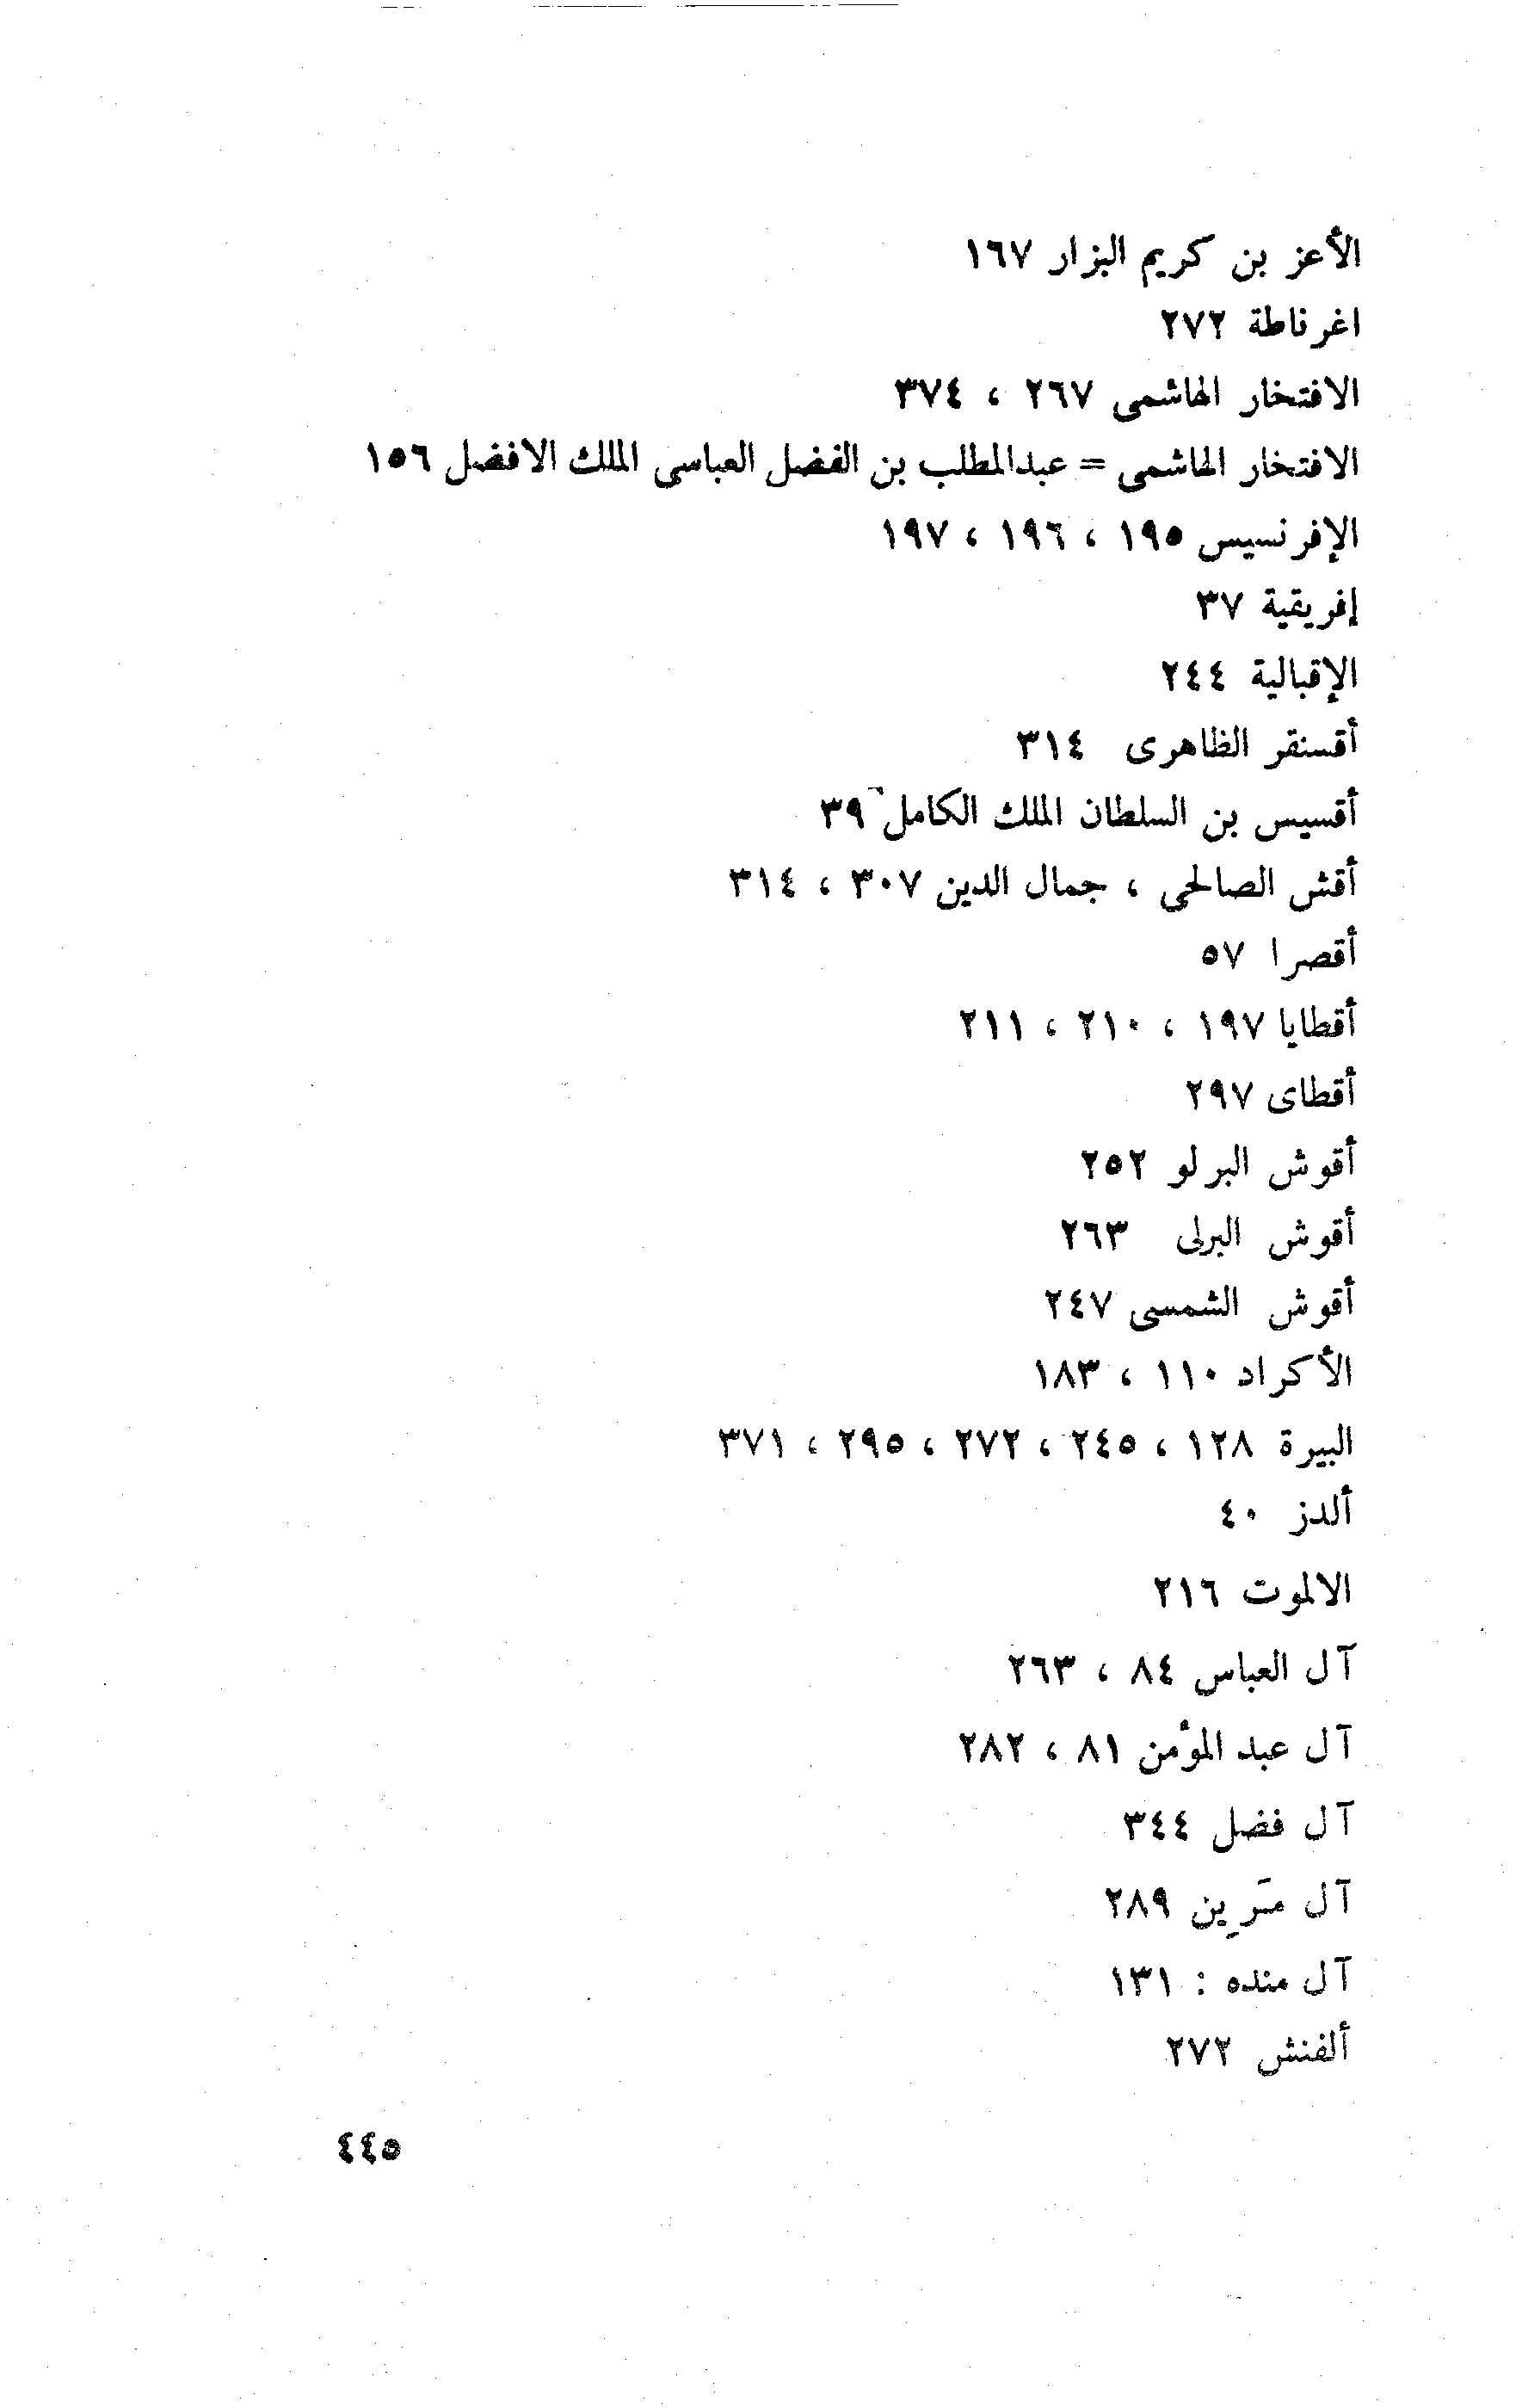 الأعز بن كريم البزار ١٦٧
اغرناطة ٢٧٢
الافتخار الهاشمى ٢٦٧ ، ٣٧٤
الافتخار الهاشمى = عبدالمطلب بن الفضل العباسى الملك الافضل ١٥٦
الإفرنسيس ١٩٥ ، ١٩٦ ، ١٩٧
إفريقية ٣٧
الإقبالية ٢٤٤
أقسنقر الظاهرى ٣١٤
أقسيس بن السلطان الملك الكامل ٣٩
أقش الصالحى ، جمال الدين ٣٠٧ ، ٣١٤
أقصرا ٥٧
أقطايا ١٩٧ ، ٢١٠ ، ٢١١
أقطاى ٢٩٧
أقوش البرلو ٢٥٢
أقوش البرلى ٢٦٣
أقوش الشمسى ٢٤٧
الأكراد ١١٠ ، ١٨٣
البيرة ١٢٨ ، ٢٤٥ ، ٢٧٢ ، ٢٩٥ ، ٣٧١
ألدز ٤٠
الالموت ٢١٦
آل العباس ٨٤ ، ٢٦٣
آل عبد المؤمن ٨١ ، ٢٨٢
آل فضل ٣٤٤
آل مَرِين ٢٨٩
آل منده : ١٣١
ألفنش ٢٧٢
٤٤٥